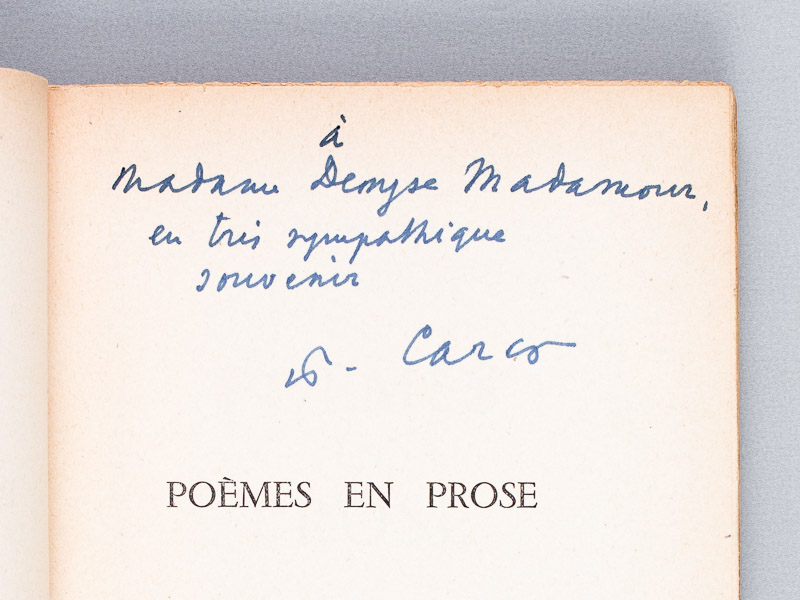 à
Madame Denyse Madamour,
en très sympathique
souvenir
F. Carco
POÈMES EN PROSE